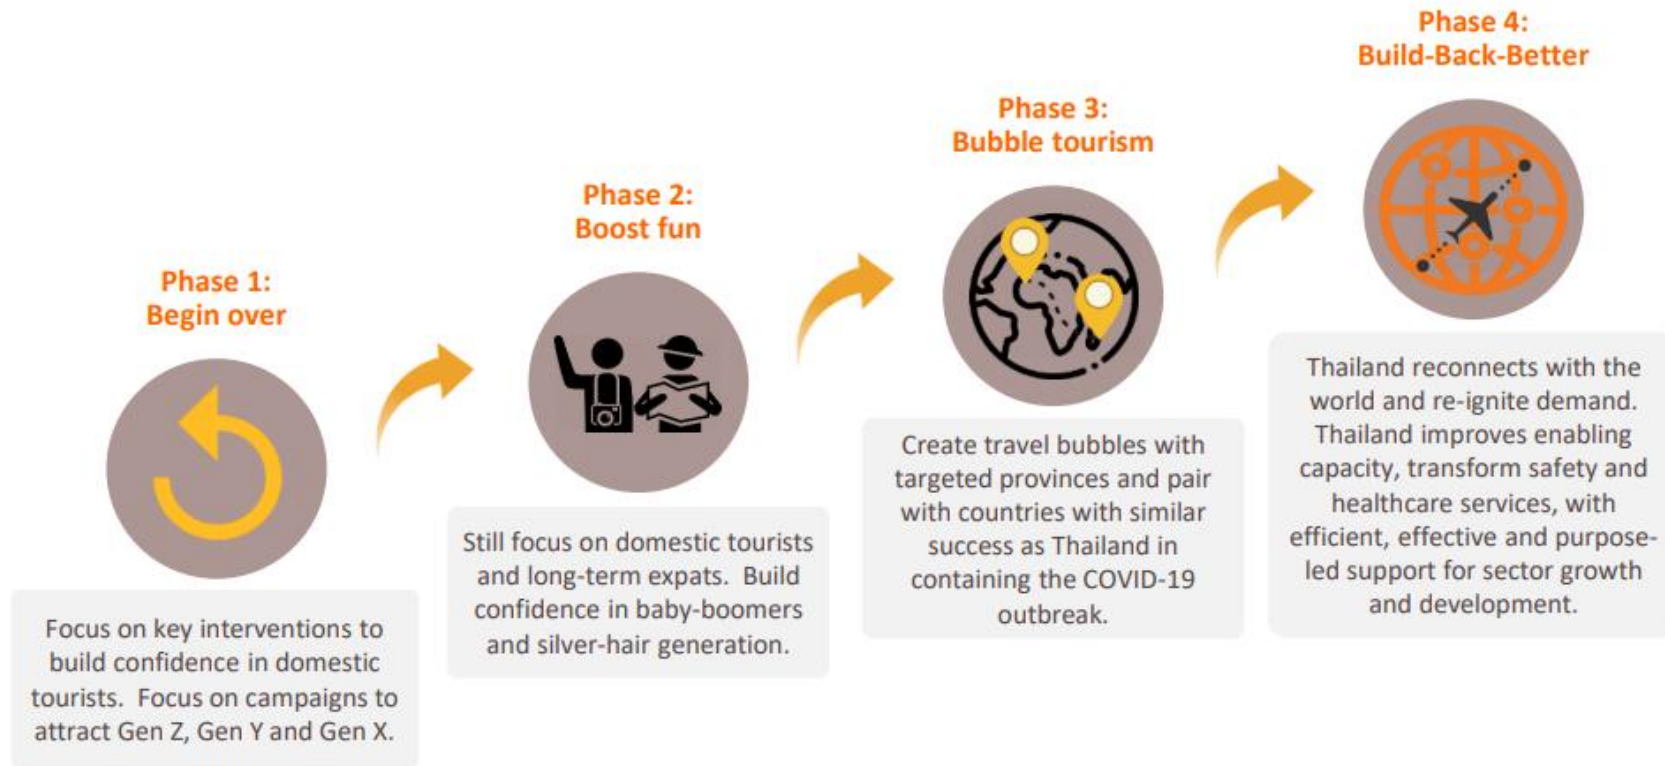 Phase 1:
Begin over
Focus on key interventions to
build confidence in domestic
tourists. Focus on campaigns to
attract Gen Z, Gen Y and Gen X.
Phase 2:
Boost fun
Still focus on domestic tourists
and long-term expats. Build
confidence in baby-boomers
and silver-hair generation.
Phase 3:
Bubble tourism
Create travel bubbles with
targeted provinces and pair
with countries with similar
success as Thailand in
containing the COVID-19
outbreak.
Phase 4:
Build-Back-Better
Thailand reconnects with the
world and re-ignite demand.
Thailand improves enabling
capacity, transform safety and
healthcare services, with
efficient, effective and purpose-
led support for sector growth
and development.